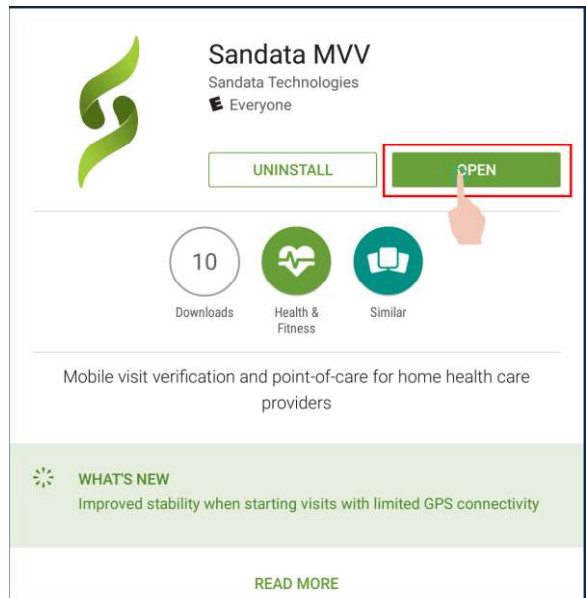 Sandata MVV
Sandata Technologies
E Everyone
UNINSTALL
OPEN
10
Downloads
Health &
Fitness
Similar
Mobile visit verification and point-of-care for home health care
providers
WHAT'S NEW
Improved stability when starting visits with limited GPS connectivity
READ MORE